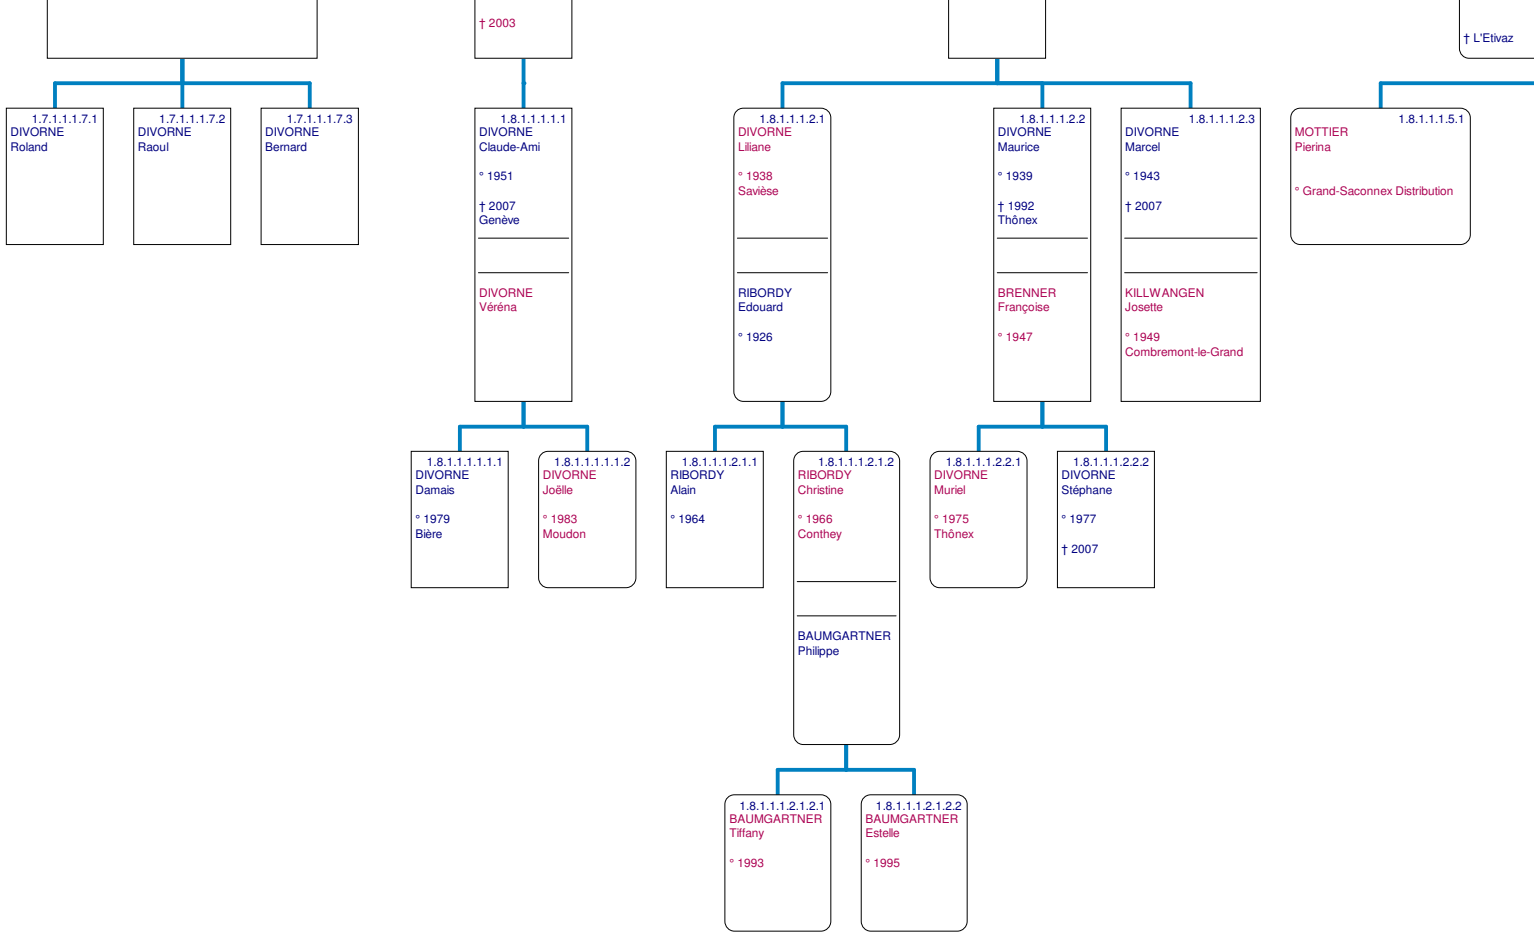 † 2003
† L'Etivaz
1.7.1.1.1.7.1
DIVORNE
Roland
1.7.1.1.1.7.2
DIVORNE
Raoul
1.7.1.1.1.7.3
DIVORNE
Bernard
1.8.1.1.1.1.1
DIVORNE
Claude-Ami
° 1951
† 2007
Genève
DIVORNE
Véréna
1.8.1.1.1.2.1
DIVORNE
Liliane
° 1938
Savièse
RIBORDY
Edouard
° 1926
1.8.1.1.1.2.2
DIVORNE
Maurice
° 1939
† 1992
Thônex
BRENNER
Françoise
° 1947
1.8.1.1.1.2.3
DIVORNE
Marcel
° 1943
† 2007
KILLWANGEN
Josette
° 1949
Combremont-le-Grand
1.8.1.1.1.5.1
MOTTIER
Pierina
° Grand-Saconnex Distribution
1.8.1.1.1.1.1.1
DIVORNE
Damais
° 1979
Bière
1.8.1.1.1.1.1.2
DIVORNE
Joëlle
° 1983
Moudon
1.8.1.1.1.2.1.1
RIBORDY
Alain
° 1964
1.8.1.1.1.2.1.2
RIBORDY
Christine
° 1966
Conthey
BAUMGARTNER
Philippe
1.8.1.1.1.2.2.1
DIVORNE
Muriel
° 1975
Thônex
1.8.1.1.1.2.2.2
DIVORNE
Stéphane
° 1977
† 2007
1.8.1.1.1.2.1.2.1
BAUMGARTNER
Tiffany
° 1993
1.8.1.1.1.2.1.2.2
BAUMGARTNER
Estelle
° 1995